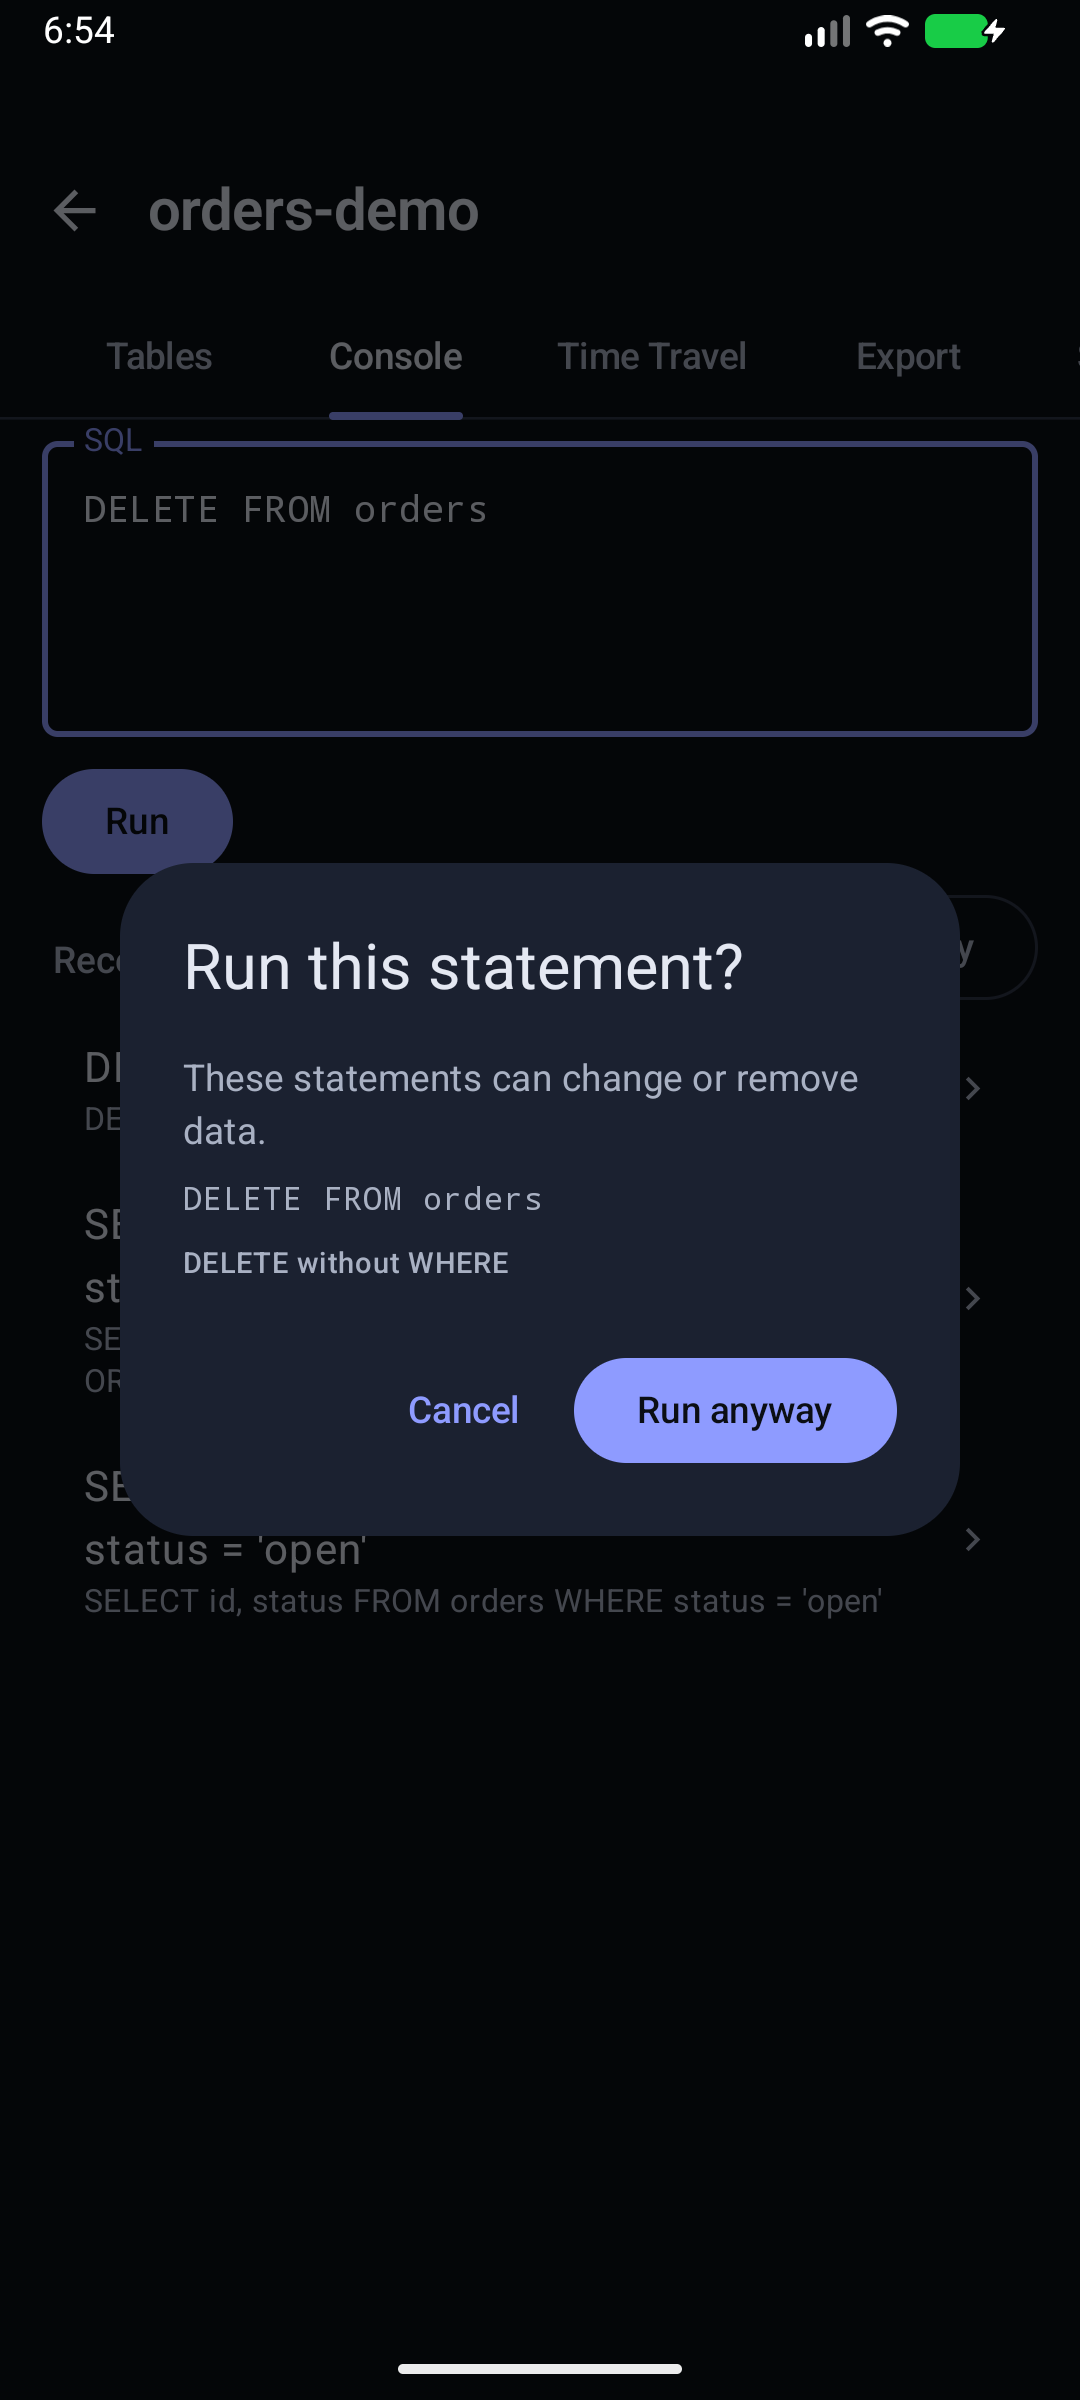 6:54
orders-demo
Tables Console Time Travel Export
SQL
DELETE FROM orders
Run
Run this statement?
These statements can change or remove
data.
DELETE FROM orders
DELETE without WHERE
Cancel Run anyway
status = 'open'
SELECT id, status FROM orders WHERE status = 'open'